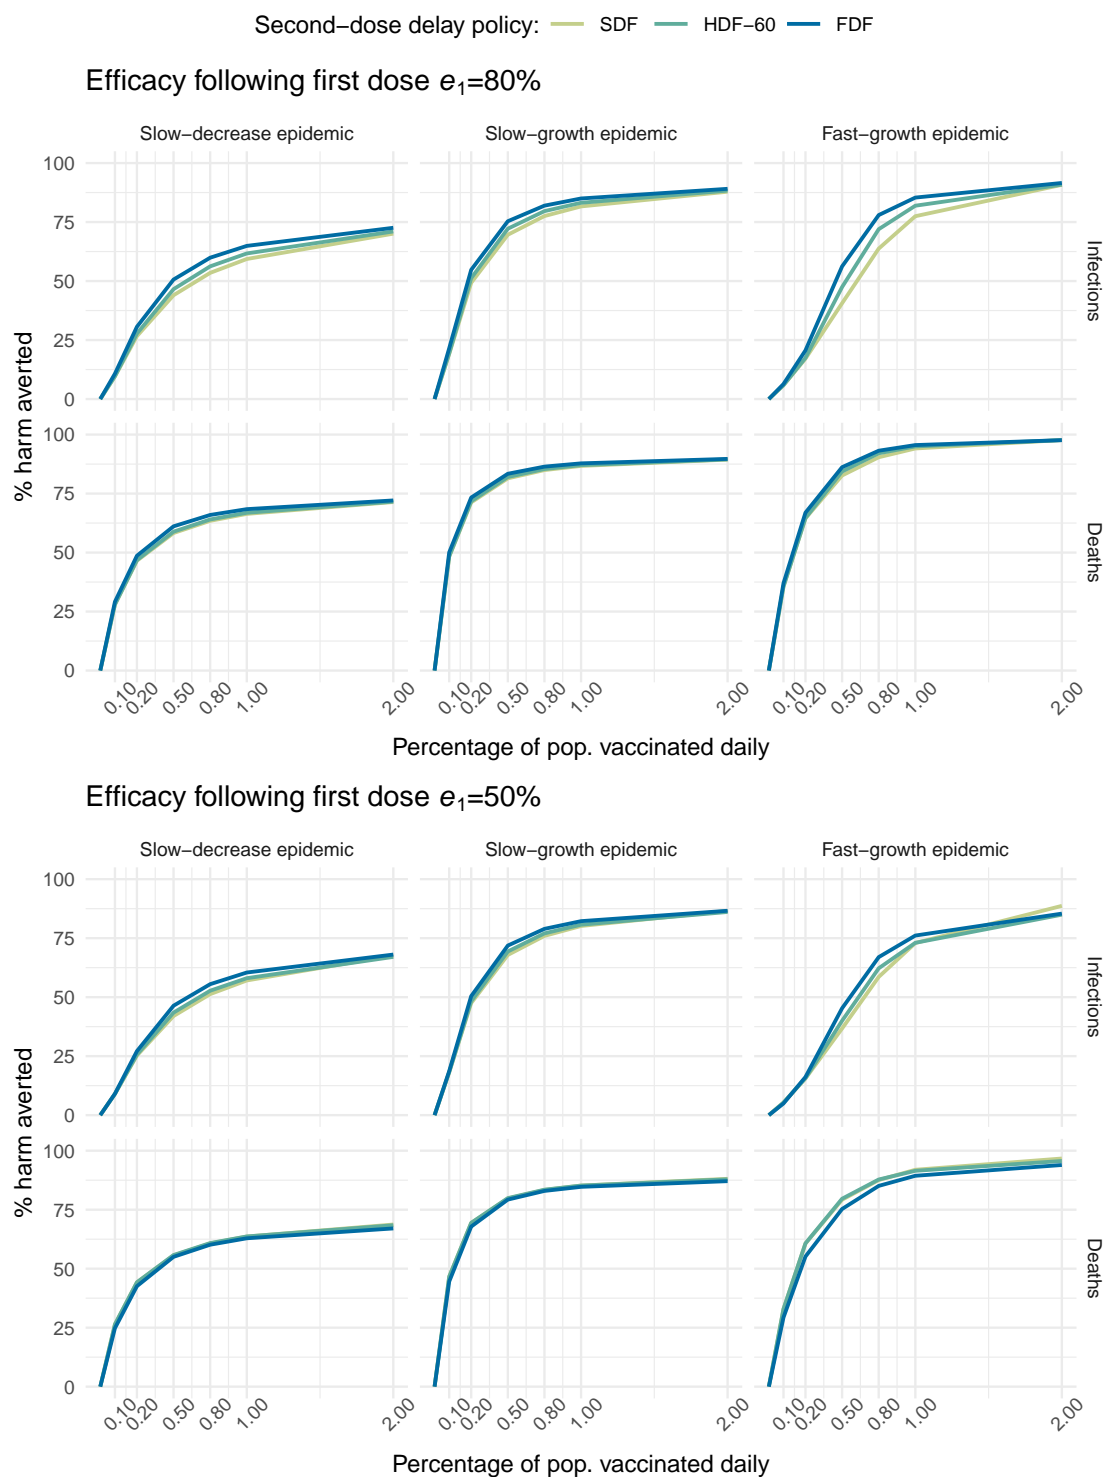 Second−dose delay policy: SDF HDF−60 FDF
Efficacy following first dose e₁=80%
Slow−decrease epidemic Slow−growth epidemic Fast−growth epidemic
100
75
50
25
0
Infections
100
75
50
25
0
Deaths
% harm averted
0.10 0.20 0.50 0.80 1.00 2.00 0.10 0.20 0.50 0.80 1.00 2.00 0.10 0.20 0.50 0.80 1.00 2.00
Percentage of pop. vaccinated daily
Efficacy following first dose e₁=50%
Slow−decrease epidemic Slow−growth epidemic Fast−growth epidemic
100
75
50
25
0
Infections
100
75
50
25
0
Deaths
% harm averted
0.10 0.20 0.50 0.80 1.00 2.00 0.10 0.20 0.50 0.80 1.00 2.00 0.10 0.20 0.50 0.80 1.00 2.00
Percentage of pop. vaccinated daily